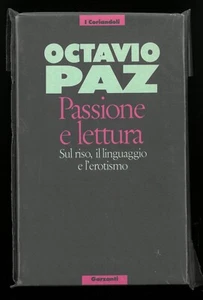 I Coriandoli
OCTAVIO
PAZ
Passione
e lettura
Sul riso, il linguaggio
e l'erotismo
Garzanti